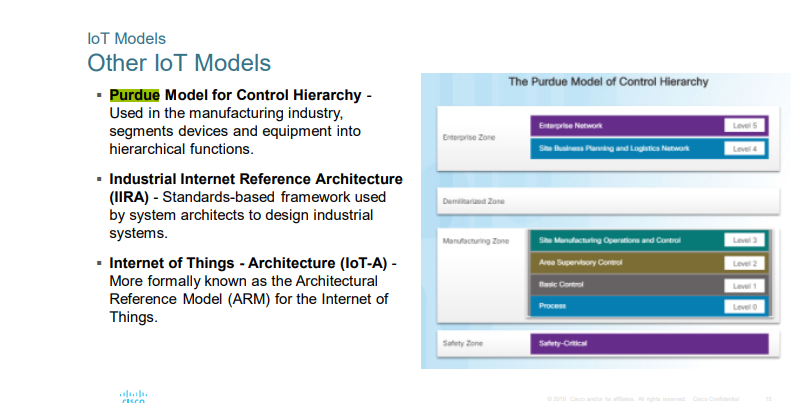 IoT Models
Other IoT Models
▪ Purdue Model for Control Hierarchy -
Used in the manufacturing industry,
segments devices and equipment into
hierarchical functions.
▪ Industrial Internet Reference Architecture
(IIRA) - Standards-based framework used
by system architects to design industrial
systems.
▪ Internet of Things - Architecture (IoT-A) -
More formally known as the Architectural
Reference Model (ARM) for the Internet of
Things.
The Purdue Model of Control Hierarchy
Enterprise Zone
Enterprise Network Level 5
Site Business Planning and Logistics Network Level 4
Demilitarized Zone
Manufacturing Zone
Site Manufacturing Operations and Control Level 3
Area Supervisory Control Level 2
Basic Control Level 1
Process Level 0
Safety Zone
Safety-Critical
CISCO
© 2016 Cisco and/or its affiliates. All rights reserved. Cisco Confidential